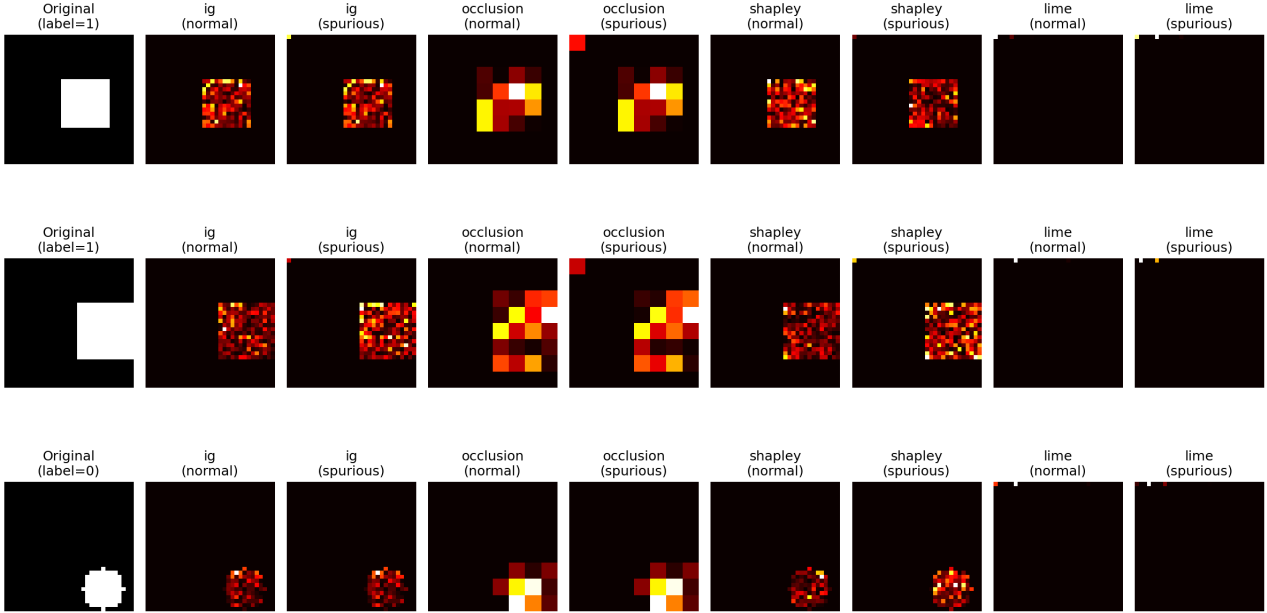 Original
(label=1)
ig
(normal)
ig
(spurious)
occlusion
(normal)
occlusion
(spurious)
shapley
(normal)
shapley
(spurious)
lime
(normal)
lime
(spurious)
Original
(label=1)
ig
(normal)
ig
(spurious)
occlusion
(normal)
occlusion
(spurious)
shapley
(normal)
shapley
(spurious)
lime
(normal)
lime
(spurious)
Original
(label=0)
ig
(normal)
ig
(spurious)
occlusion
(normal)
occlusion
(spurious)
shapley
(normal)
shapley
(spurious)
lime
(normal)
lime
(spurious)